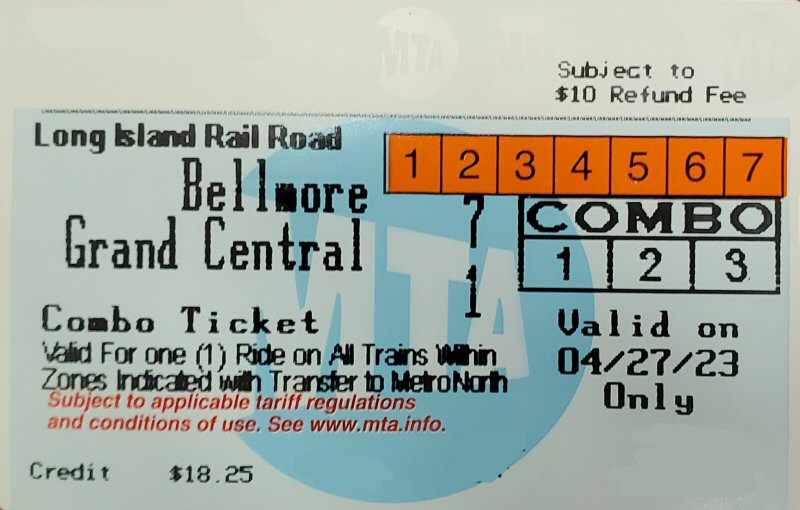 Subject to
$10 Refund Fee
Long Island Rail Road
1 2 3 4 5 6 7
Bellmore 7
Grand Central 1
COMBO
1 2 3
Combo Ticket
Valid For one (1) Ride on All Trains Within
Zones Indicated with Transfer to MetroNorth
Valid on
04/27/23
Only
Subject to applicable tariff regulations
and conditions of use. See www.mta.info.
Credit $18.25
MTA